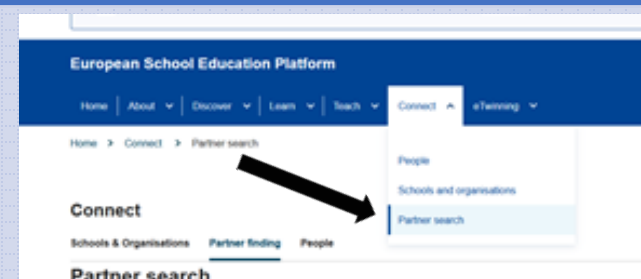 European School Education Platform
Home About Discover Learn Teach Connect eTwinning
Home > Connect > Partner search
People
Schools and organisations
Partner search
Connect
Schools & Organisations Partner finding People
Partner search